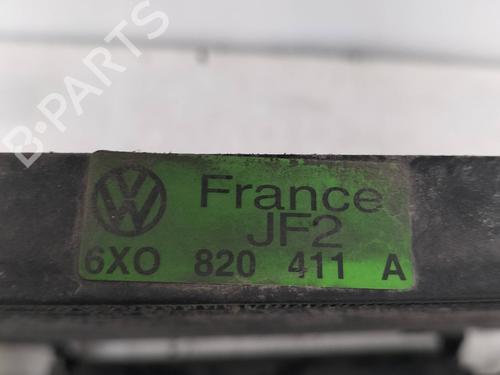 B-PARTS
France
JF2
6XO 820 411 A